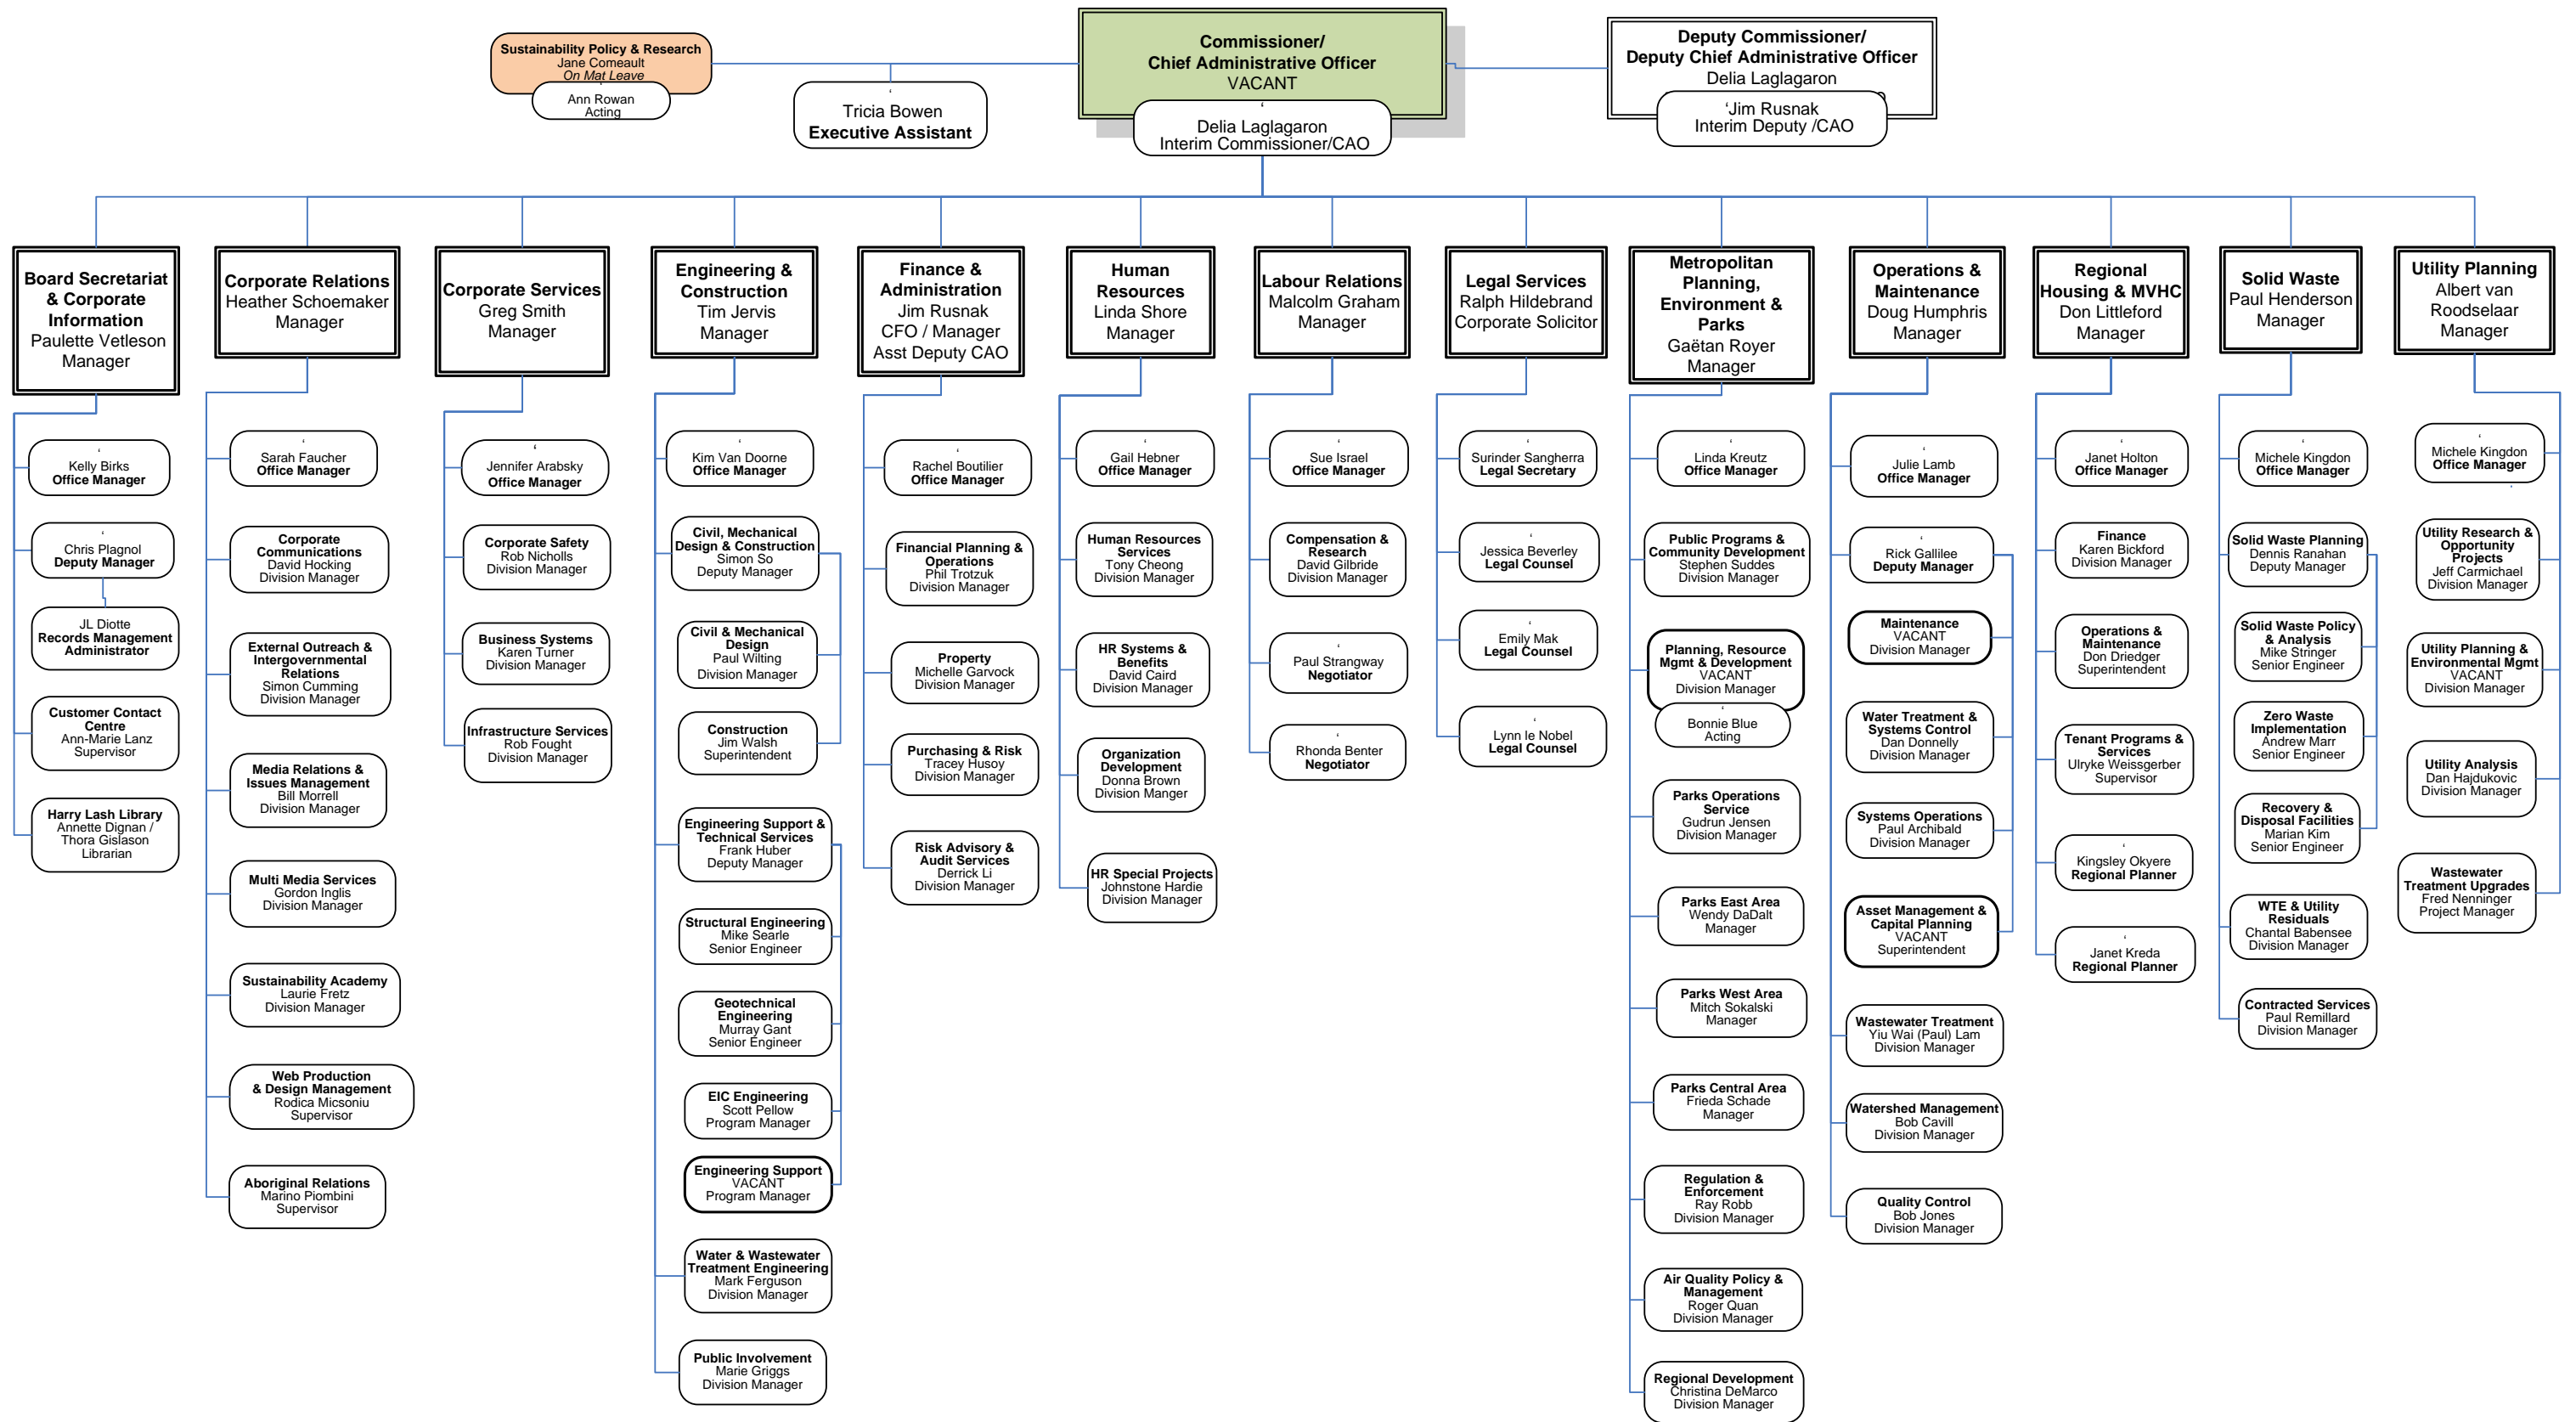 Sustainability Policy & Research
Jane Comeault
On Mat Leave
Ann Rowan
Acting
Tricia Bowen
Executive Assistant
Commissioner/
Chief Administrative Officer
VACANT
Delia Laglagaron
Interim Commissioner/CAO
Deputy Commissioner/
Deputy Chief Administrative Officer
Delia Laglagaron
‘Jim Rusnak
Interim Deputy /CAO
Board Secretariat
& Corporate
Information
Paulette Vetleson
Manager
Kelly Birks
Office Manager
Chris Plagnol
Deputy Manager
JL Diotte
Records Management
Administrator
Customer Contact
Centre
Ann-Marie Lanz
Supervisor
Harry Lash Library
Annette Dignan /
Thora Gislason
Librarian
Corporate Relations
Heather Schoemaker
Manager
Sarah Faucher
Office Manager
Corporate
Communications
David Hocking
Division Manager
External Outreach &
Intergovernmental
Relations
Simon Cumming
Division Manager
Media Relations &
Issues Management
Bill Morrell
Division Manager
Multi Media Services
Gordon Inglis
Division Manager
Sustainability Academy
Laurie Fretz
Division Manager
Web Production
& Design Management
Rodica Micsoniu
Supervisor
Aboriginal Relations
Marino Piombini
Supervisor
Corporate Services
Greg Smith
Manager
Jennifer Arabsky
Office Manager
Corporate Safety
Rob Nicholls
Division Manager
Business Systems
Karen Turner
Division Manager
Infrastructure Services
Rob Fought
Division Manager
Engineering &
Construction
Tim Jervis
Manager
Kim Van Doorne
Office Manager
Civil, Mechanical
Design & Construction
Simon So
Deputy Manager
Civil & Mechanical
Design
Paul Wilting
Division Manager
Construction
Jim Walsh
Superintendent
Engineering Support &
Technical Services
Frank Huber
Deputy Manager
Structural Engineering
Mike Searle
Senior Engineer
Geotechnical
Engineering
Murray Gant
Senior Engineer
EIC Engineering
Scott Pellow
Program Manager
Engineering Support
VACANT
Program Manager
Water & Wastewater
Treatment Engineering
Mark Ferguson
Division Manager
Public Involvement
Marie Griggs
Division Manager
Finance &
Administration
Jim Rusnak
CFO / Manager
Asst Deputy CAO
Rachel Boutilier
Office Manager
Financial Planning &
Operations
Phil Trotzuk
Division Manager
Property
Michelle Garvock
Division Manager
Purchasing & Risk
Tracey Husoy
Division Manager
Risk Advisory &
Audit Services
Derrick Li
Division Manager
Human
Resources
Linda Shore
Manager
Gail Hebner
Office Manager
Human Resources
Services
Tony Cheong
Division Manager
HR Systems &
Benefits
David Caird
Division Manager
Organization
Development
Donna Brown
Division Manger
HR Special Projects
Johnstone Hardie
Division Manager
Labour Relations
Malcolm Graham
Manager
Sue Israel
Office Manager
Compensation &
Research
David Gilbride
Division Manager
Paul Strangway
Negotiator
Rhonda Benter
Negotiator
Legal Services
Ralph Hildebrand
Corporate Solicitor
Surinder Sangherra
Legal Secretary
Jessica Beverley
Legal Counsel
Emily Mak
Legal Counsel
Lynn le Nobel
Legal Counsel
Metropolitan
Planning,
Environment &
Parks
Gaëtan Royer
Manager
Linda Kreutz
Office Manager
Public Programs &
Community Development
Stephen Suddes
Division Manager
Planning, Resource
Mgmt & Development
VACANT
Division Manager
Bonnie Blue
Acting
Parks Operations
Service
Gudrun Jensen
Division Manager
Parks East Area
Wendy DaDalt
Manager
Parks West Area
Mitch Sokalski
Manager
Parks Central Area
Frieda Schade
Manager
Regulation &
Enforcement
Ray Robb
Division Manager
Air Quality Policy &
Management
Roger Quan
Division Manager
Regional Development
Christina DeMarco
Division Manager
Operations &
Maintenance
Doug Humphris
Manager
Julie Lamb
Office Manager
Rick Gallilee
Deputy Manager
Maintenance
VACANT
Division Manager
Water Treatment &
Systems Control
Dan Donnelly
Division Manager
Systems Operations
Paul Archibald
Division Manager
Asset Management &
Capital Planning
VACANT
Superintendent
Wastewater Treatment
Yiu Wai (Paul) Lam
Division Manager
Watershed Management
Bob Cavill
Division Manager
Quality Control
Bob Jones
Division Manager
Regional
Housing & MVHC
Don Littleford
Manager
Janet Holton
Office Manager
Finance
Karen Bickford
Division Manager
Operations &
Maintenance
Don Driedger
Superintendent
Tenant Programs &
Services
Ulryke Weissgerber
Supervisor
Kingsley Okyere
Regional Planner
Janet Kreda
Regional Planner
Solid Waste
Paul Henderson
Manager
Michele Kingdon
Office Manager
Solid Waste Planning
Dennis Ranahan
Deputy Manager
Solid Waste Policy
& Analysis
Mike Stringer
Senior Engineer
Zero Waste
Implementation
Andrew Marr
Senior Engineer
Recovery &
Disposal Facilities
Marian Kim
Senior Engineer
WTE & Utility
Residuals
Chantal Babensee
Division Manager
Contracted Services
Paul Remillard
Division Manager
Utility Planning
Albert van
Roodselaar
Manager
Michele Kingdon
Office Manager
Utility Research &
Opportunity
Projects
Jeff Carmichael
Division Manager
Utility Planning &
Environmental Mgmt
VACANT
Division Manager
Utility Analysis
Dan Hajdukovic
Division Manager
Wastewater
Treatment Upgrades
Fred Nenninger
Project Manager